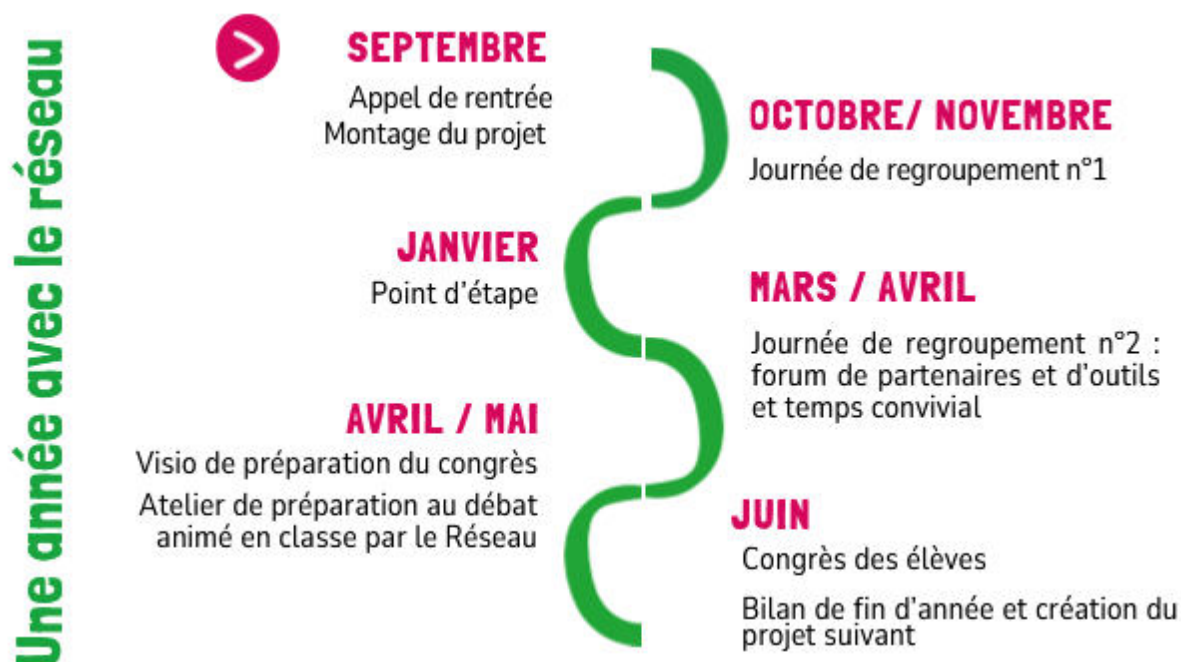 Une année avec le réseau
SEPTEMBRE
Appel de rentrée
Montage du projet
OCTOBRE/ NOVEMBRE
Journée de regroupement n°1
JANVIER
Point d'étape
MARS / AVRIL
Journée de regroupement n°2 :
forum de partenaires et d'outils
et temps convivial
AVRIL / MAI
Visio de préparation du congrès
Atelier de préparation au débat
animé en classe par le Réseau
JUIN
Congrès des élèves
Bilan de fin d'année et création du
projet suivant